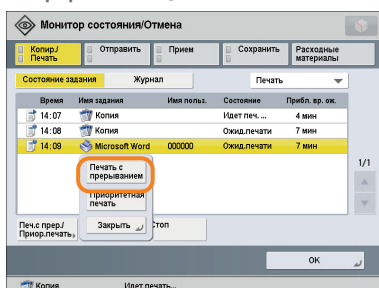 Монитор состояния/Отмена
Копир./ Печать Отправить Прием Сохранить Расходные материалы
Состояние задания Журнал Печать
Время Имя задания Имя польз. Состояние Прибл. вр. ож.
14:07 Копия Идет печ. ... 4 мин
14:08 Копия Ожид.печати 7 мин
14:09 Microsoft Word 000000 Ожид.печати 7 мин
Печать с прерыванием
1/1
Приоритетная печать
Печ.с прер./ Приор.печать Закрыть Стоп
OK
Копия Идет печать...